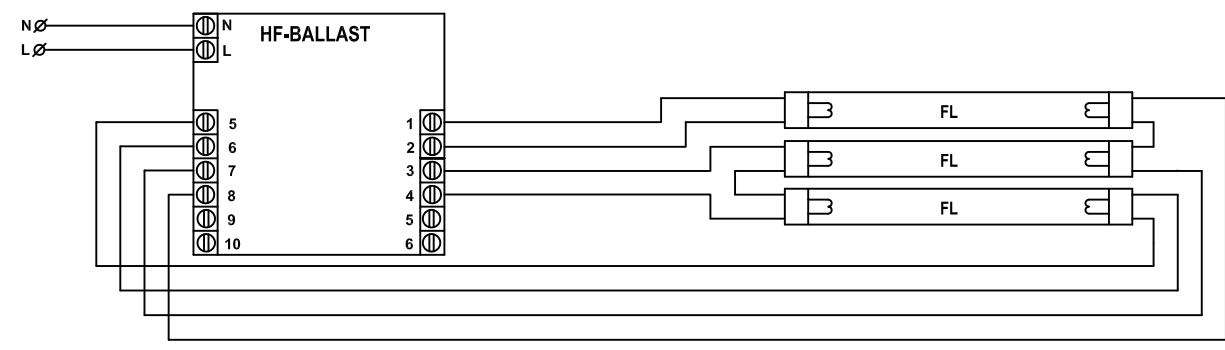 N N HF-BALLAST
L L
5 1 FL
6 2
7 3 FL
8 4 FL
9 5
10 6